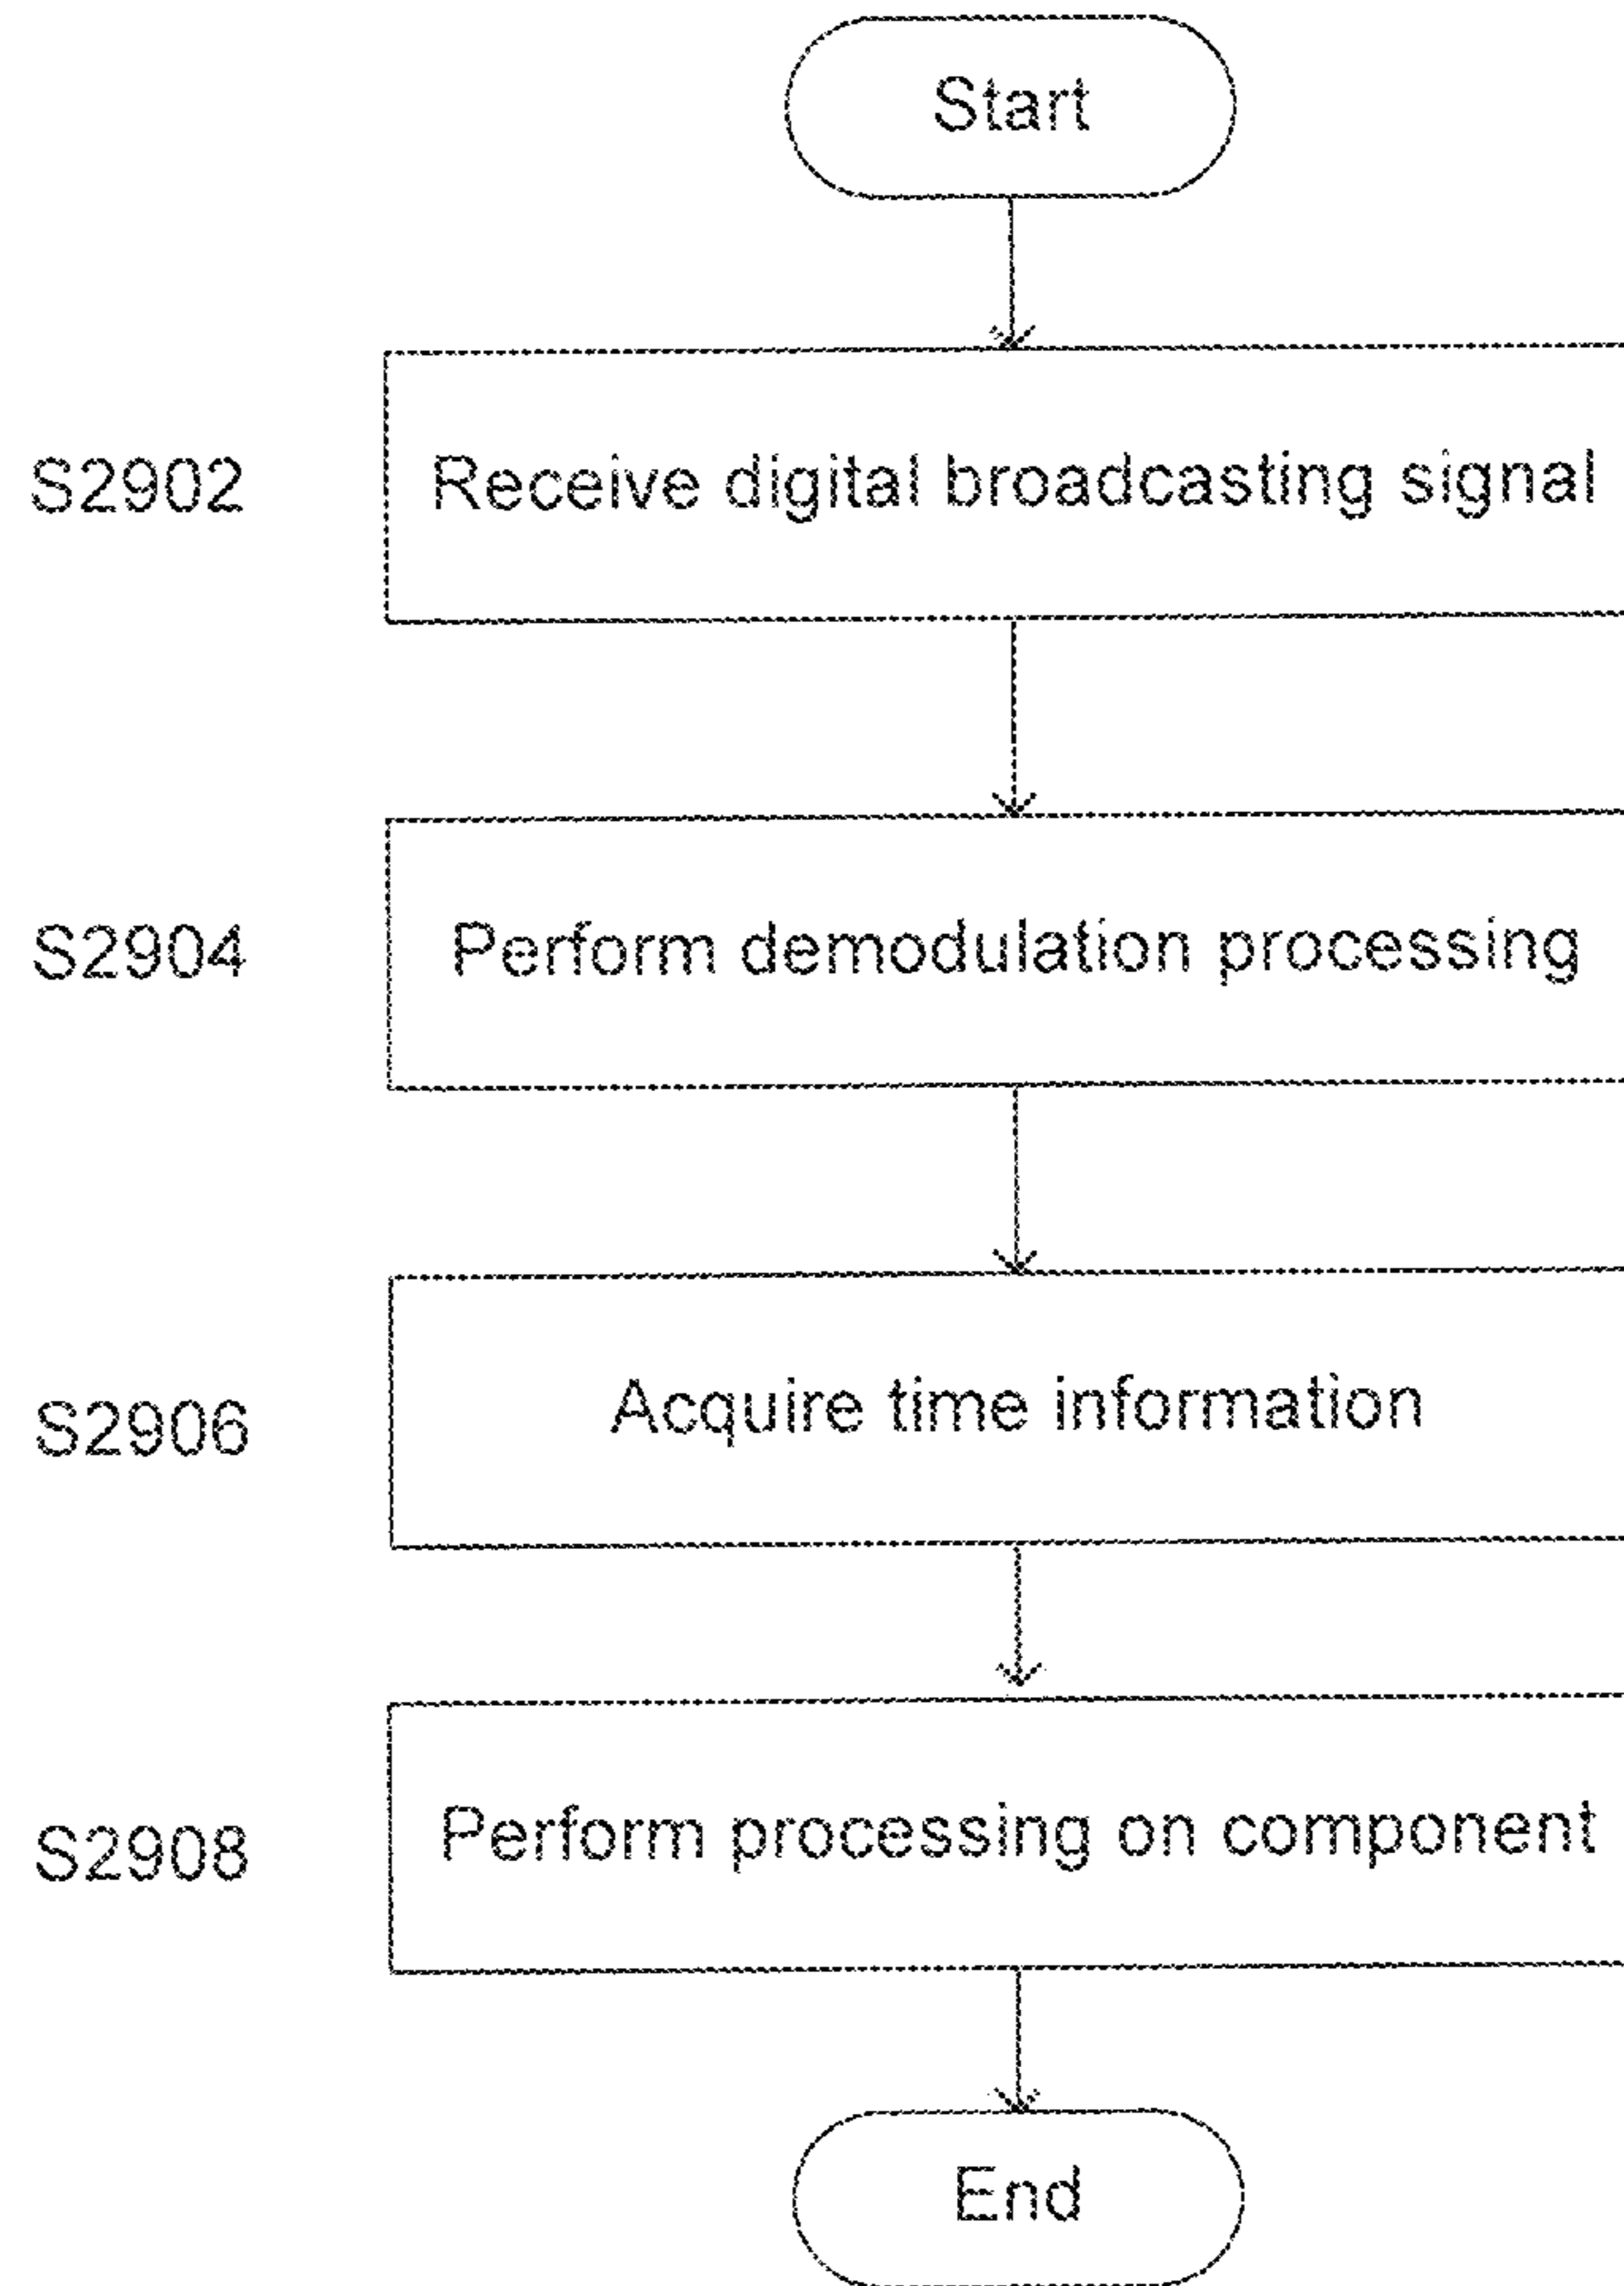 Start
S2902
Receive digital broadcasting signal
S2904
Perform demodulation processing
S2906
Acquire time information
S2908
Perform processing on component
End